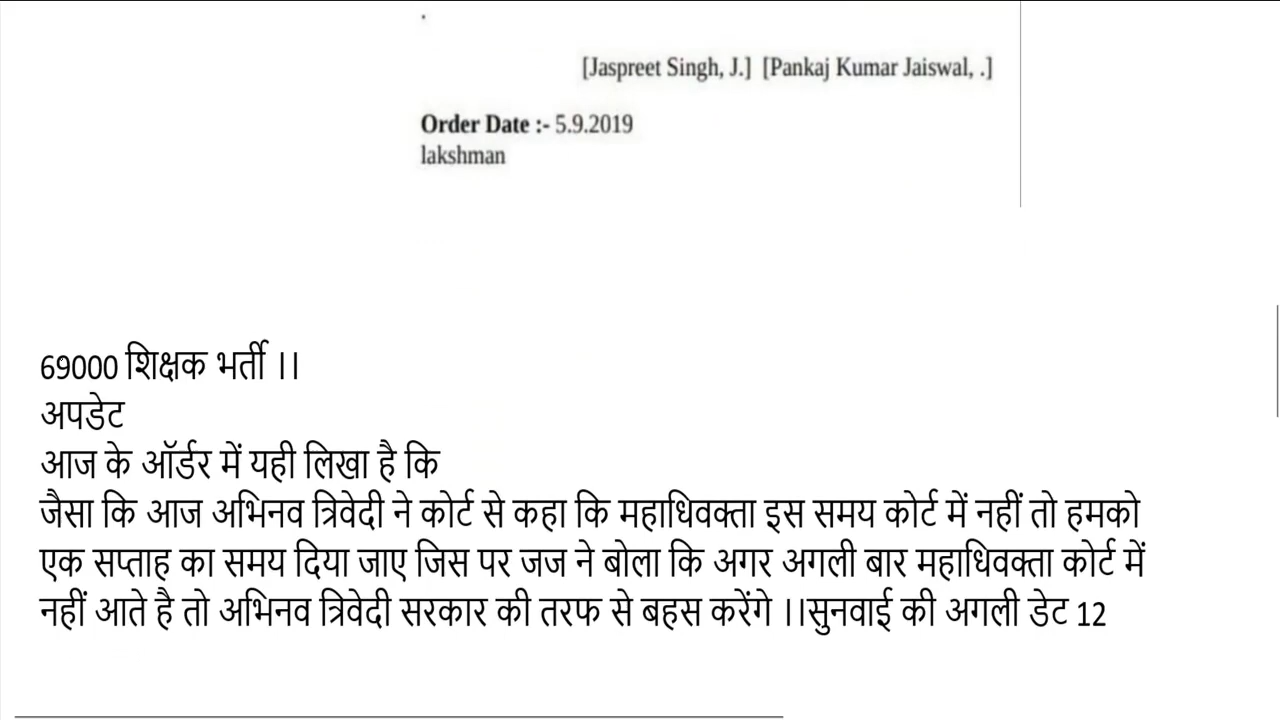 [Jaspreet Singh, J.] [Pankaj Kumar Jaiswal, .]
Order Date :- 5.9.2019
lakshman
69000 शिक्षक भर्ती ।।
अपडेट
आज के ऑर्डर में यही लिखा है कि
जैसा कि आज अभिनव त्रिवेदी ने कोर्ट से कहा कि महाधिवक्ता इस समय कोर्ट में नहीं तो हमको
एक सप्ताह का समय दिया जाए जिस पर जज ने बोला कि अगर अगली बार महाधिवक्ता कोर्ट में
नहीं आते है तो अभिनव त्रिवेदी सरकार की तरफ से बहस करेंगे ।।सुनवाई की अगली डेट 12